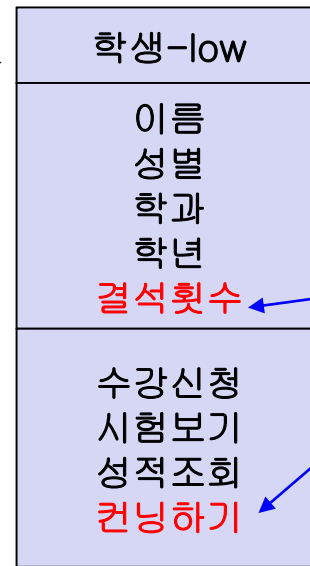 학생-low
이름
성별
학과
학년
결석횟수
수강신청
시험보기
성적조회
컨닝하기